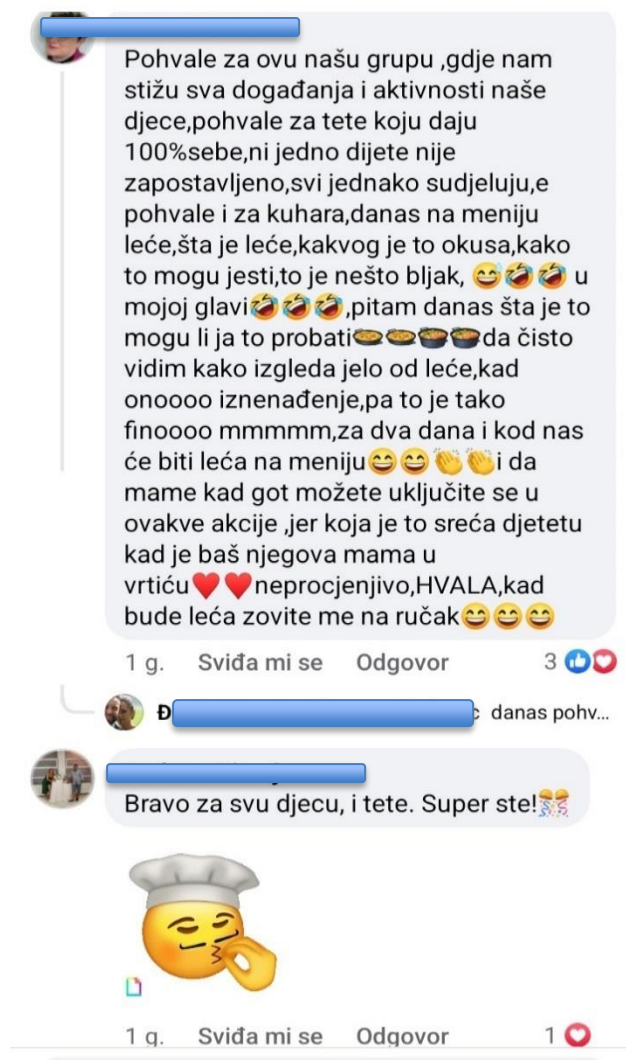 Pohvale za ovu našu grupu ,gdje nam
stižu sva događanja i aktivnosti naše
djece,pohvale za tete koju daju
100%sebe,ni jedno dijete nije
zapostavljeno,svi jednako sudjeluju,e
pohvale i za kuhara,danas na meniju
leće,šta je leće,kakvog je to okusa,kako
to mogu jesti,to je nešto bljak, 😅🤣🤣 u
mojoj glavi🤣🤣🤣,pitam danas šta je to
mogu li ja to probati🥘🥘🍲🍲da čisto
vidim kako izgleda jelo od leće,kad
onoooo iznenađenje,pa to je tako
finoooo mmmmm,za dva dana i kod nas
će biti leća na meniju😄😄👏👏i da
mame kad got možete uključite se u
ovakve akcije ,jer koja je to sreća djetetu
kad je baš njegova mama u
vrtiću❤️❤️neprocjenjivo,HVALA,kad
bude leća zovite me na ručak😄😄😄
1 g. Sviđa mi se Odgovor 3
Đ danas pohv...
Bravo za svu djecu, i tete. Super ste!🎊
1 g. Sviđa mi se Odgovor 1